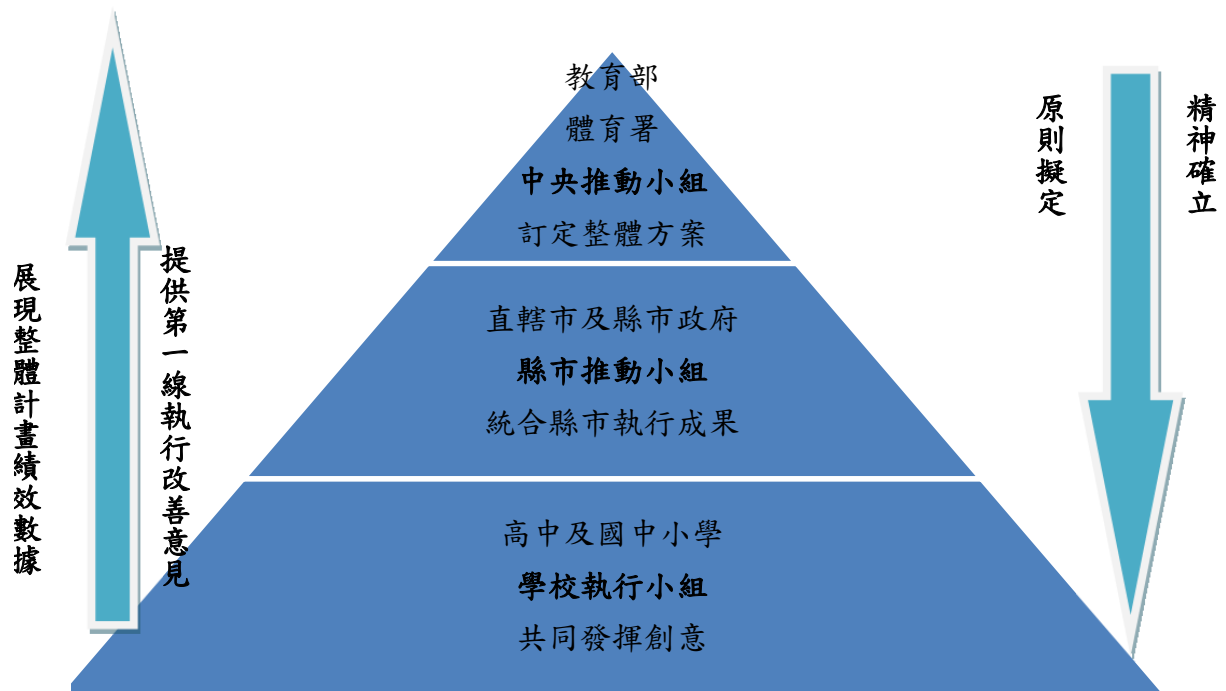 教育部
體育署
中央推動小組
訂定整體方案
直轄市及縣市政府
縣市推動小組
統合縣市執行成果
高中及國中小學
學校執行小組
共同發揮創意
展現整體計畫績效數據
提供第一線執行改善意見
原則擬定
精神確立